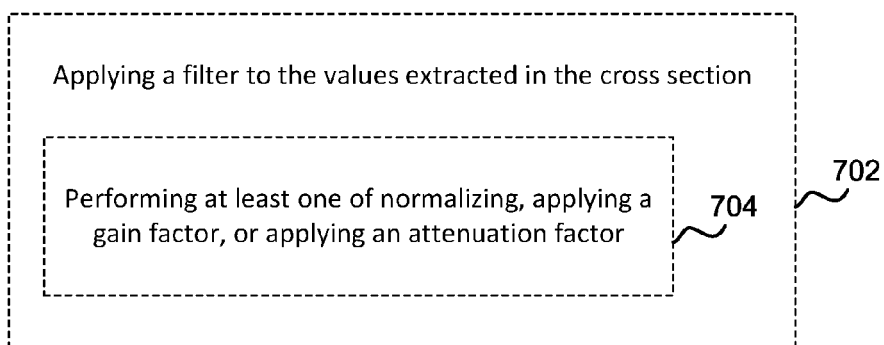 Applying a filter to the values extracted in the cross section
702
Performing at least one of normalizing, applying a
gain factor, or applying an attenuation factor
704